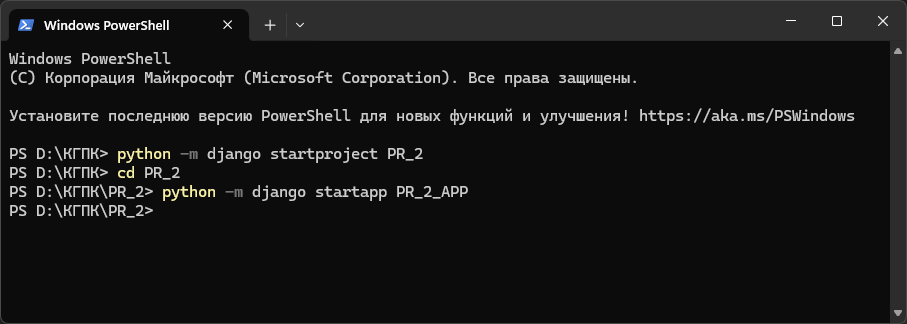 Windows PowerShell
Windows PowerShell
(C) Корпорация Майкрософт (Microsoft Corporation). Все права защищены.
Установите последнюю версию PowerShell для новых функций и улучшения! https://aka.ms/PSWindows
PS D:\КГПК> python -m django startproject PR_2
PS D:\КГПК> cd PR_2
PS D:\КГПК\PR_2> python -m django startapp PR_2_APP
PS D:\КГПК\PR_2>